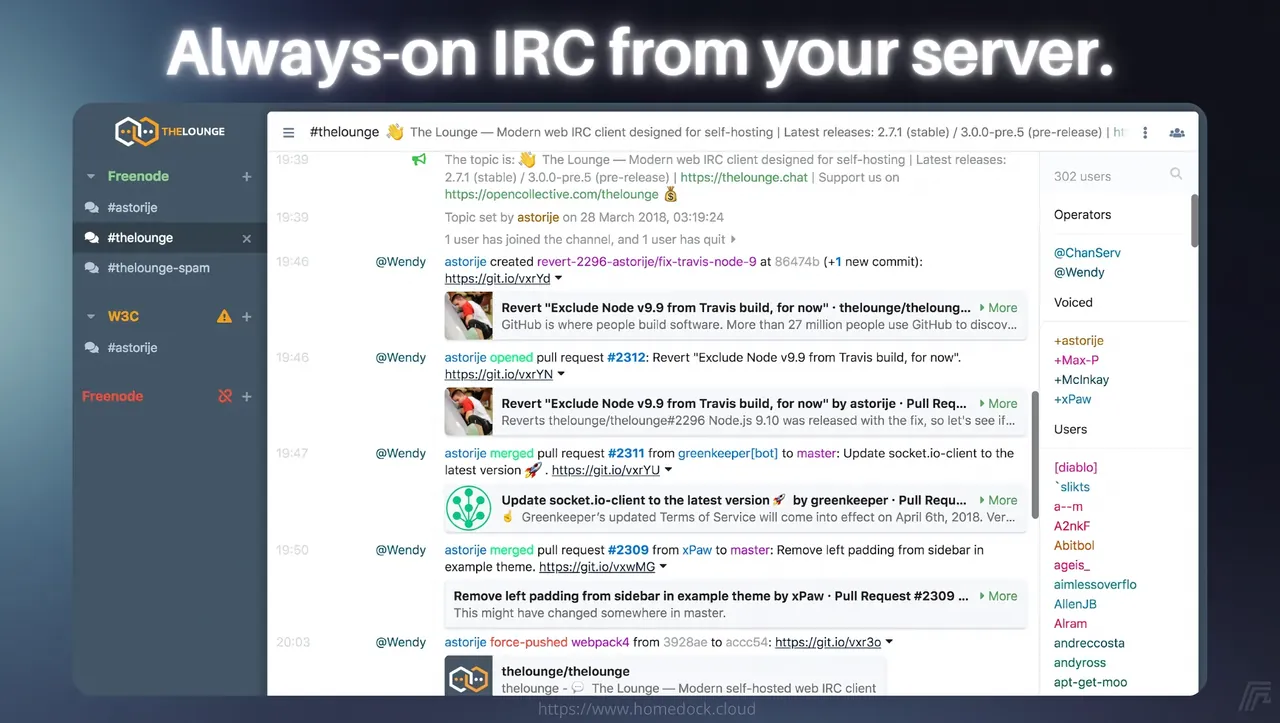 Always-on IRC from your server.
THELOUNGE
Freenode
#astorije
#thelounge
#thelounge-spam
W3C
#astorije
Freenode
#thelounge 👋 The Lounge — Modern web IRC client designed for self-hosting | Latest releases: 2.7.1 (stable) / 3.0.0-pre.5 (pre-release) |
19:39 The topic is: 👋 The Lounge — Modern web IRC client designed for self-hosting | Latest releases:
2.7.1 (stable) / 3.0.0-pre.5 (pre-release) | https://thelounge.chat | Support us on
https://opencollective.com/thelounge 💰
19:39 Topic set by astorije on 28 March 2018, 03:19:24
1 user has joined the channel, and 1 user has quit
19:46 @Wendy astorije created revert-2296-astorije/fix-travis-node-9 at 86474b (+1 new commit):
https://git.io/vxrYd
Revert "Exclude Node v9.9 from Travis build, for now" · thelounge/theloung... More
GitHub is where people build software. More than 27 million people use GitHub to discov...
19:46 @Wendy astorije opened pull request #2312: Revert "Exclude Node v9.9 from Travis build, for now".
https://git.io/vxrYN
Revert "Exclude Node v9.9 from Travis build, for now" by astorije · Pull Req... More
Reverts thelounge/thelounge#2296 Node.js 9.10 was released with the fix, so let's see if...
19:47 @Wendy astorije merged pull request #2311 from greenkeeper[bot] to master: Update socket.io-client to the
latest version 🚀 . https://git.io/vxrYU
Update socket.io-client to the latest version 🚀 by greenkeeper · Pull Requ... More
☝ Greenkeeper's updated Terms of Service will come into effect on April 6th, 2018. Ver...
19:50 @Wendy astorije merged pull request #2309 from xPaw to master: Remove left padding from sidebar in
example theme. https://git.io/vxwMG
Remove left padding from sidebar in example theme by xPaw · Pull Request #2309 ... More
This might have changed somewhere in master.
20:03 @Wendy astorije force-pushed webpack4 from 3928ae to accc54: https://git.io/vxr3o
thelounge/thelounge
thelounge - 💬 The Lounge — Modern self-hosted web IRC client
302 users
Operators
@ChanServ
@Wendy
Voiced
+astorije
+Max-P
+McInkay
+xPaw
Users
[diablo]
`slikts
a--m
A2nkF
Abitbol
ageis_
aimlessoverflo
AllenJB
Alram
andreccosta
andyross
apt-get-moo
https://www.homedock.cloud